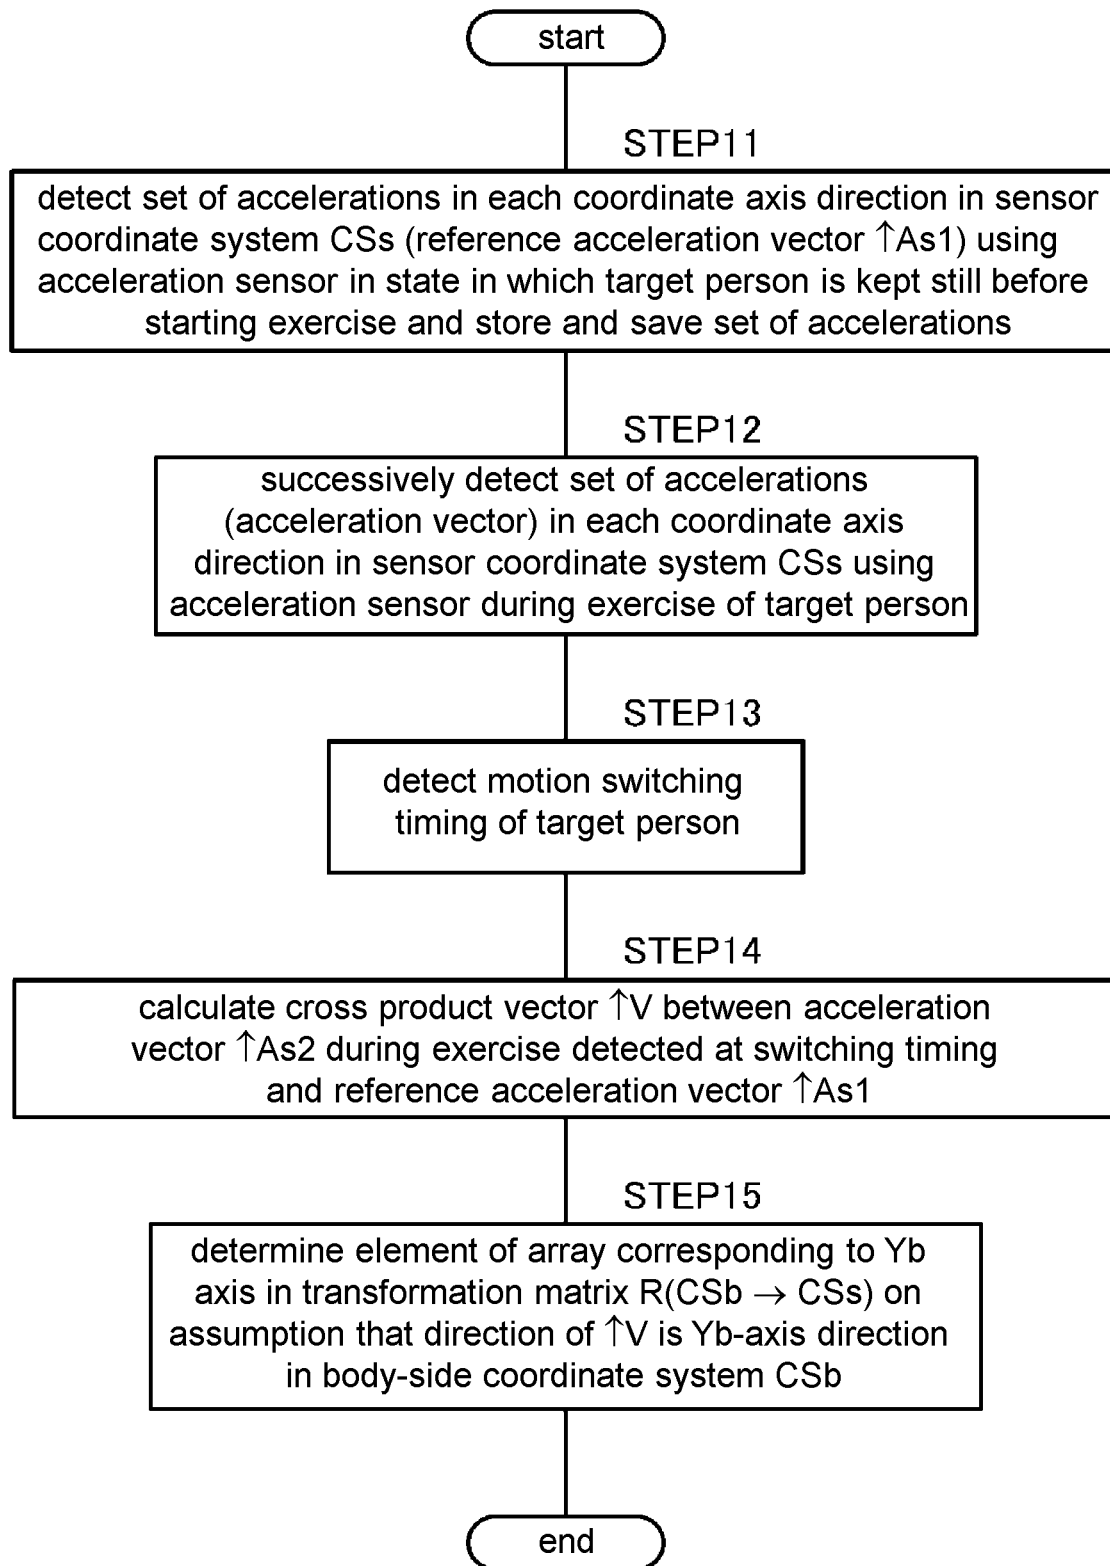 start
STEP11
detect set of accelerations in each coordinate axis direction in sensor
coordinate system CSs (reference acceleration vector ↑As1) using
acceleration sensor in state in which target person is kept still before
starting exercise and store and save set of accelerations
STEP12
successively detect set of accelerations
(acceleration vector) in each coordinate axis
direction in sensor coordinate system CSs using
acceleration sensor during exercise of target person
STEP13
detect motion switching
timing of target person
STEP14
calculate cross product vector ↑V between acceleration
vector ↑As2 during exercise detected at switching timing
and reference acceleration vector ↑As1
STEP15
determine element of array corresponding to Yb
axis in transformation matrix R(CSb → CSs) on
assumption that direction of ↑V is Yb-axis direction
in body-side coordinate system CSb
end